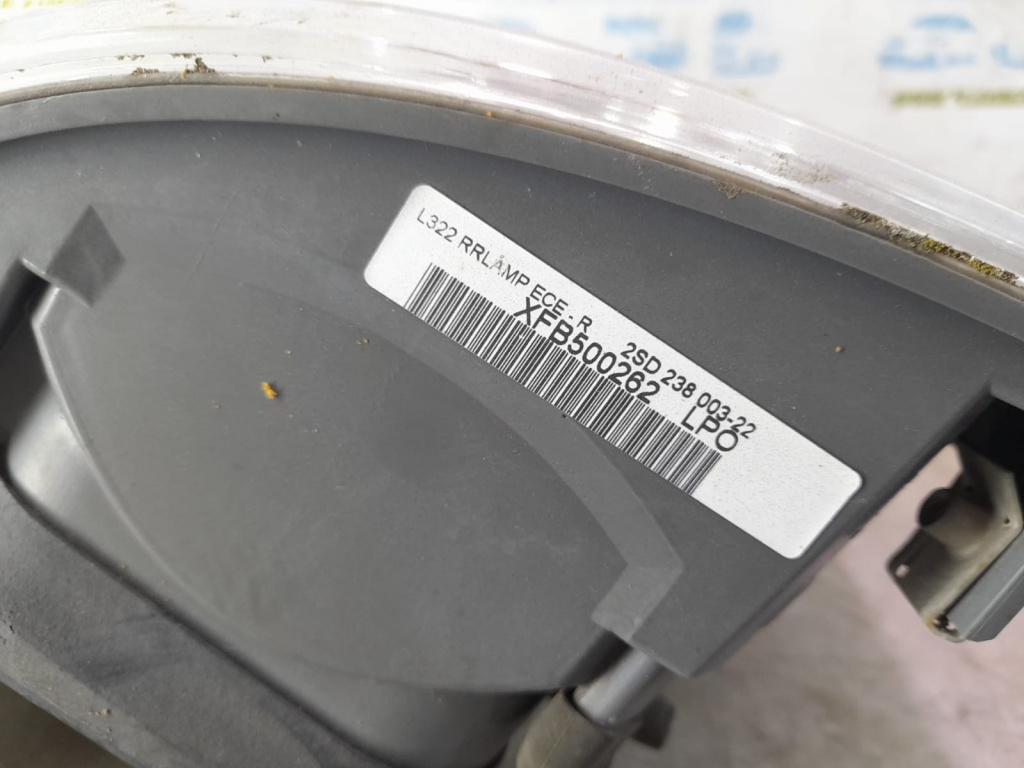 L322 RRLAMP ECE - R 2SD 238 003-22
XFB500262 LPO